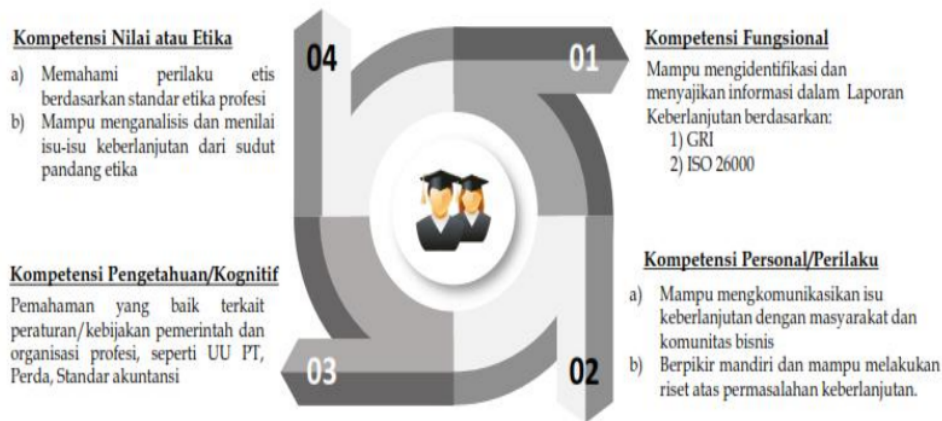 Kompetensi Nilai atau Etika
a) Memahami perilaku etis
berdasarkan standar etika profesi
b) Mampu menganalisis dan menilai
isu-isu keberlanjutan dari sudut
pandang etika
04
01
Kompetensi Fungsional
Mampu mengidentifikasi dan
menyajikan informasi dalam Laporan
Keberlanjutan berdasarkan:
1) GRI
2) ISO 26000
Kompetensi Pengetahuan/Kognitif
Pemahaman yang baik terkait
peraturan/kebijakan pemerintah dan
organisasi profesi, seperti UU PT,
Perda, Standar akuntansi
03
02
Kompetensi Personal/Perilaku
a) Mampu mengkomunikasikan isu
keberlanjutan dengan masyarakat dan
komunitas bisnis
b) Berpikir mandiri dan mampu melakukan
riset atas permasalahan keberlanjutan.